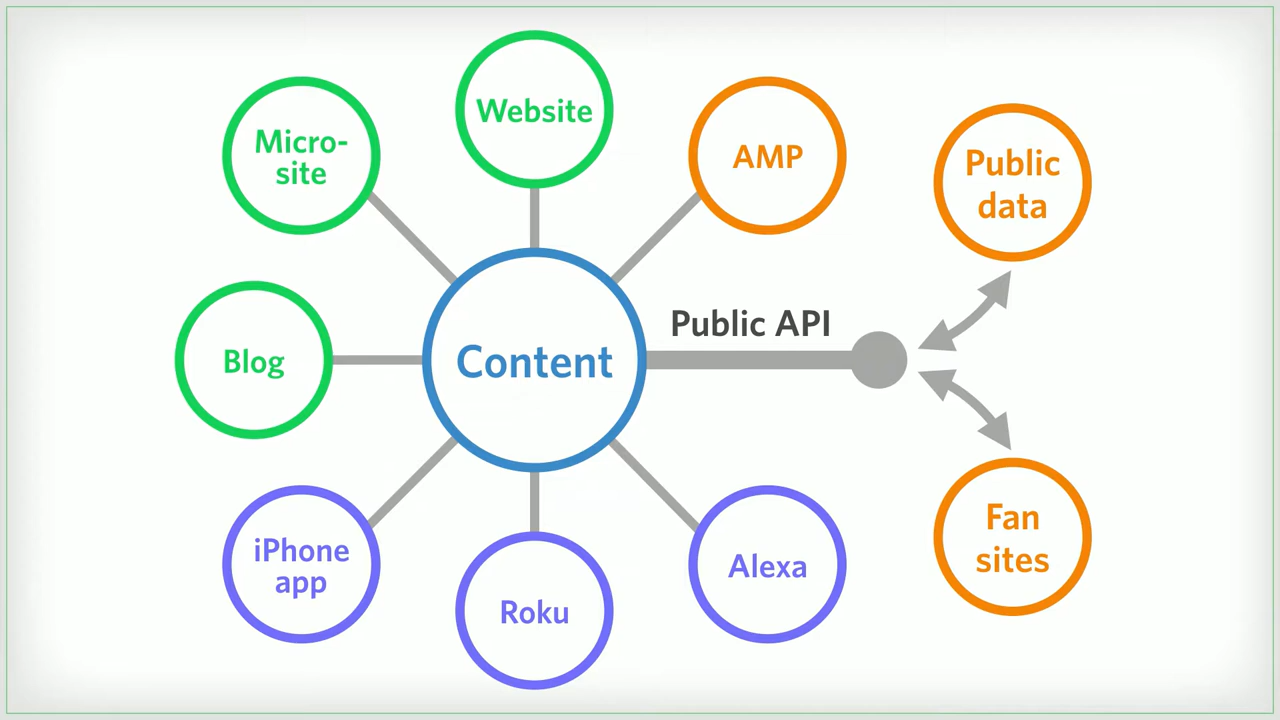 Website
Micro-
site
AMP
Public
data
Public API
Blog
Content
iPhone
app
Roku
Alexa
Fan
sites